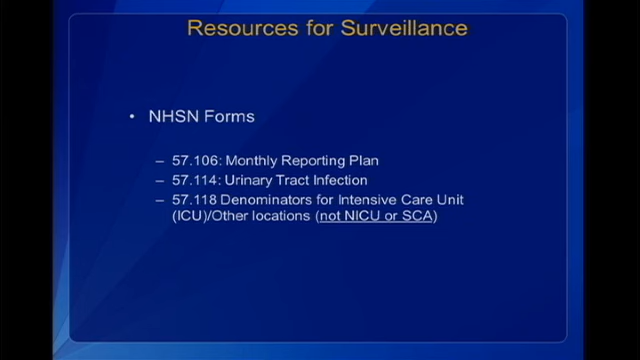 Resources for Surveillance
• NHSN Forms
– 57.106: Monthly Reporting Plan
– 57.114: Urinary Tract Infection
– 57.118 Denominators for Intensive Care Unit
(ICU)/Other locations (not NICU or SCA)